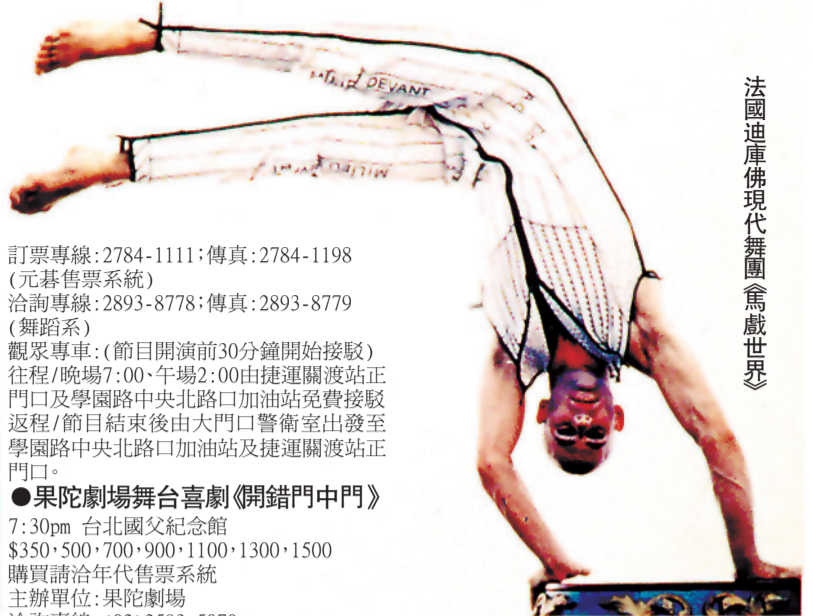 DEVANT
MILIEU
法國迪庫佛現代舞團《馬戲世界》
訂票專線:2784-1111;傳真:2784-1198
(元碁售票系統)
洽詢專線:2893-8778;傳真:2893-8779
(舞蹈系)
觀眾專車:(節目開演前30分鐘開始接駁)
往程/晚場7:00、午場2:00由捷運關渡站正
門口及學園路中央北路口加油站免費接駁
返程/節目結束後由大門口警衛室出發至
學園路中央北路口加油站及捷運關渡站正
門口。
●果陀劇場舞台喜劇《開錯門中門》
7:30pm 台北國父紀念館
$350,500,700,900,1100,1300,1500
購買請洽年代售票系統
主辦單位:果陀劇場